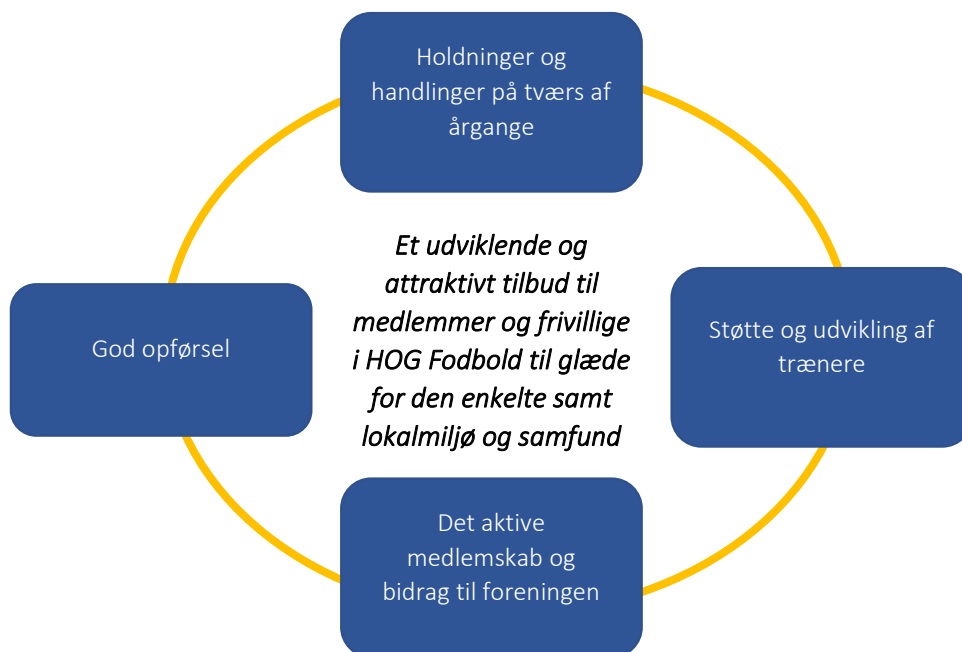 Holdninger og
handlinger på tværs af
årgange
Et udviklende og
attraktivt tilbud til
medlemmer og frivillige
i HOG Fodbold til glæde
for den enkelte samt
lokalmiljø og samfund
God opførsel
Støtte og udvikling af
trænere
Det aktive
medlemskab og
bidrag til foreningen